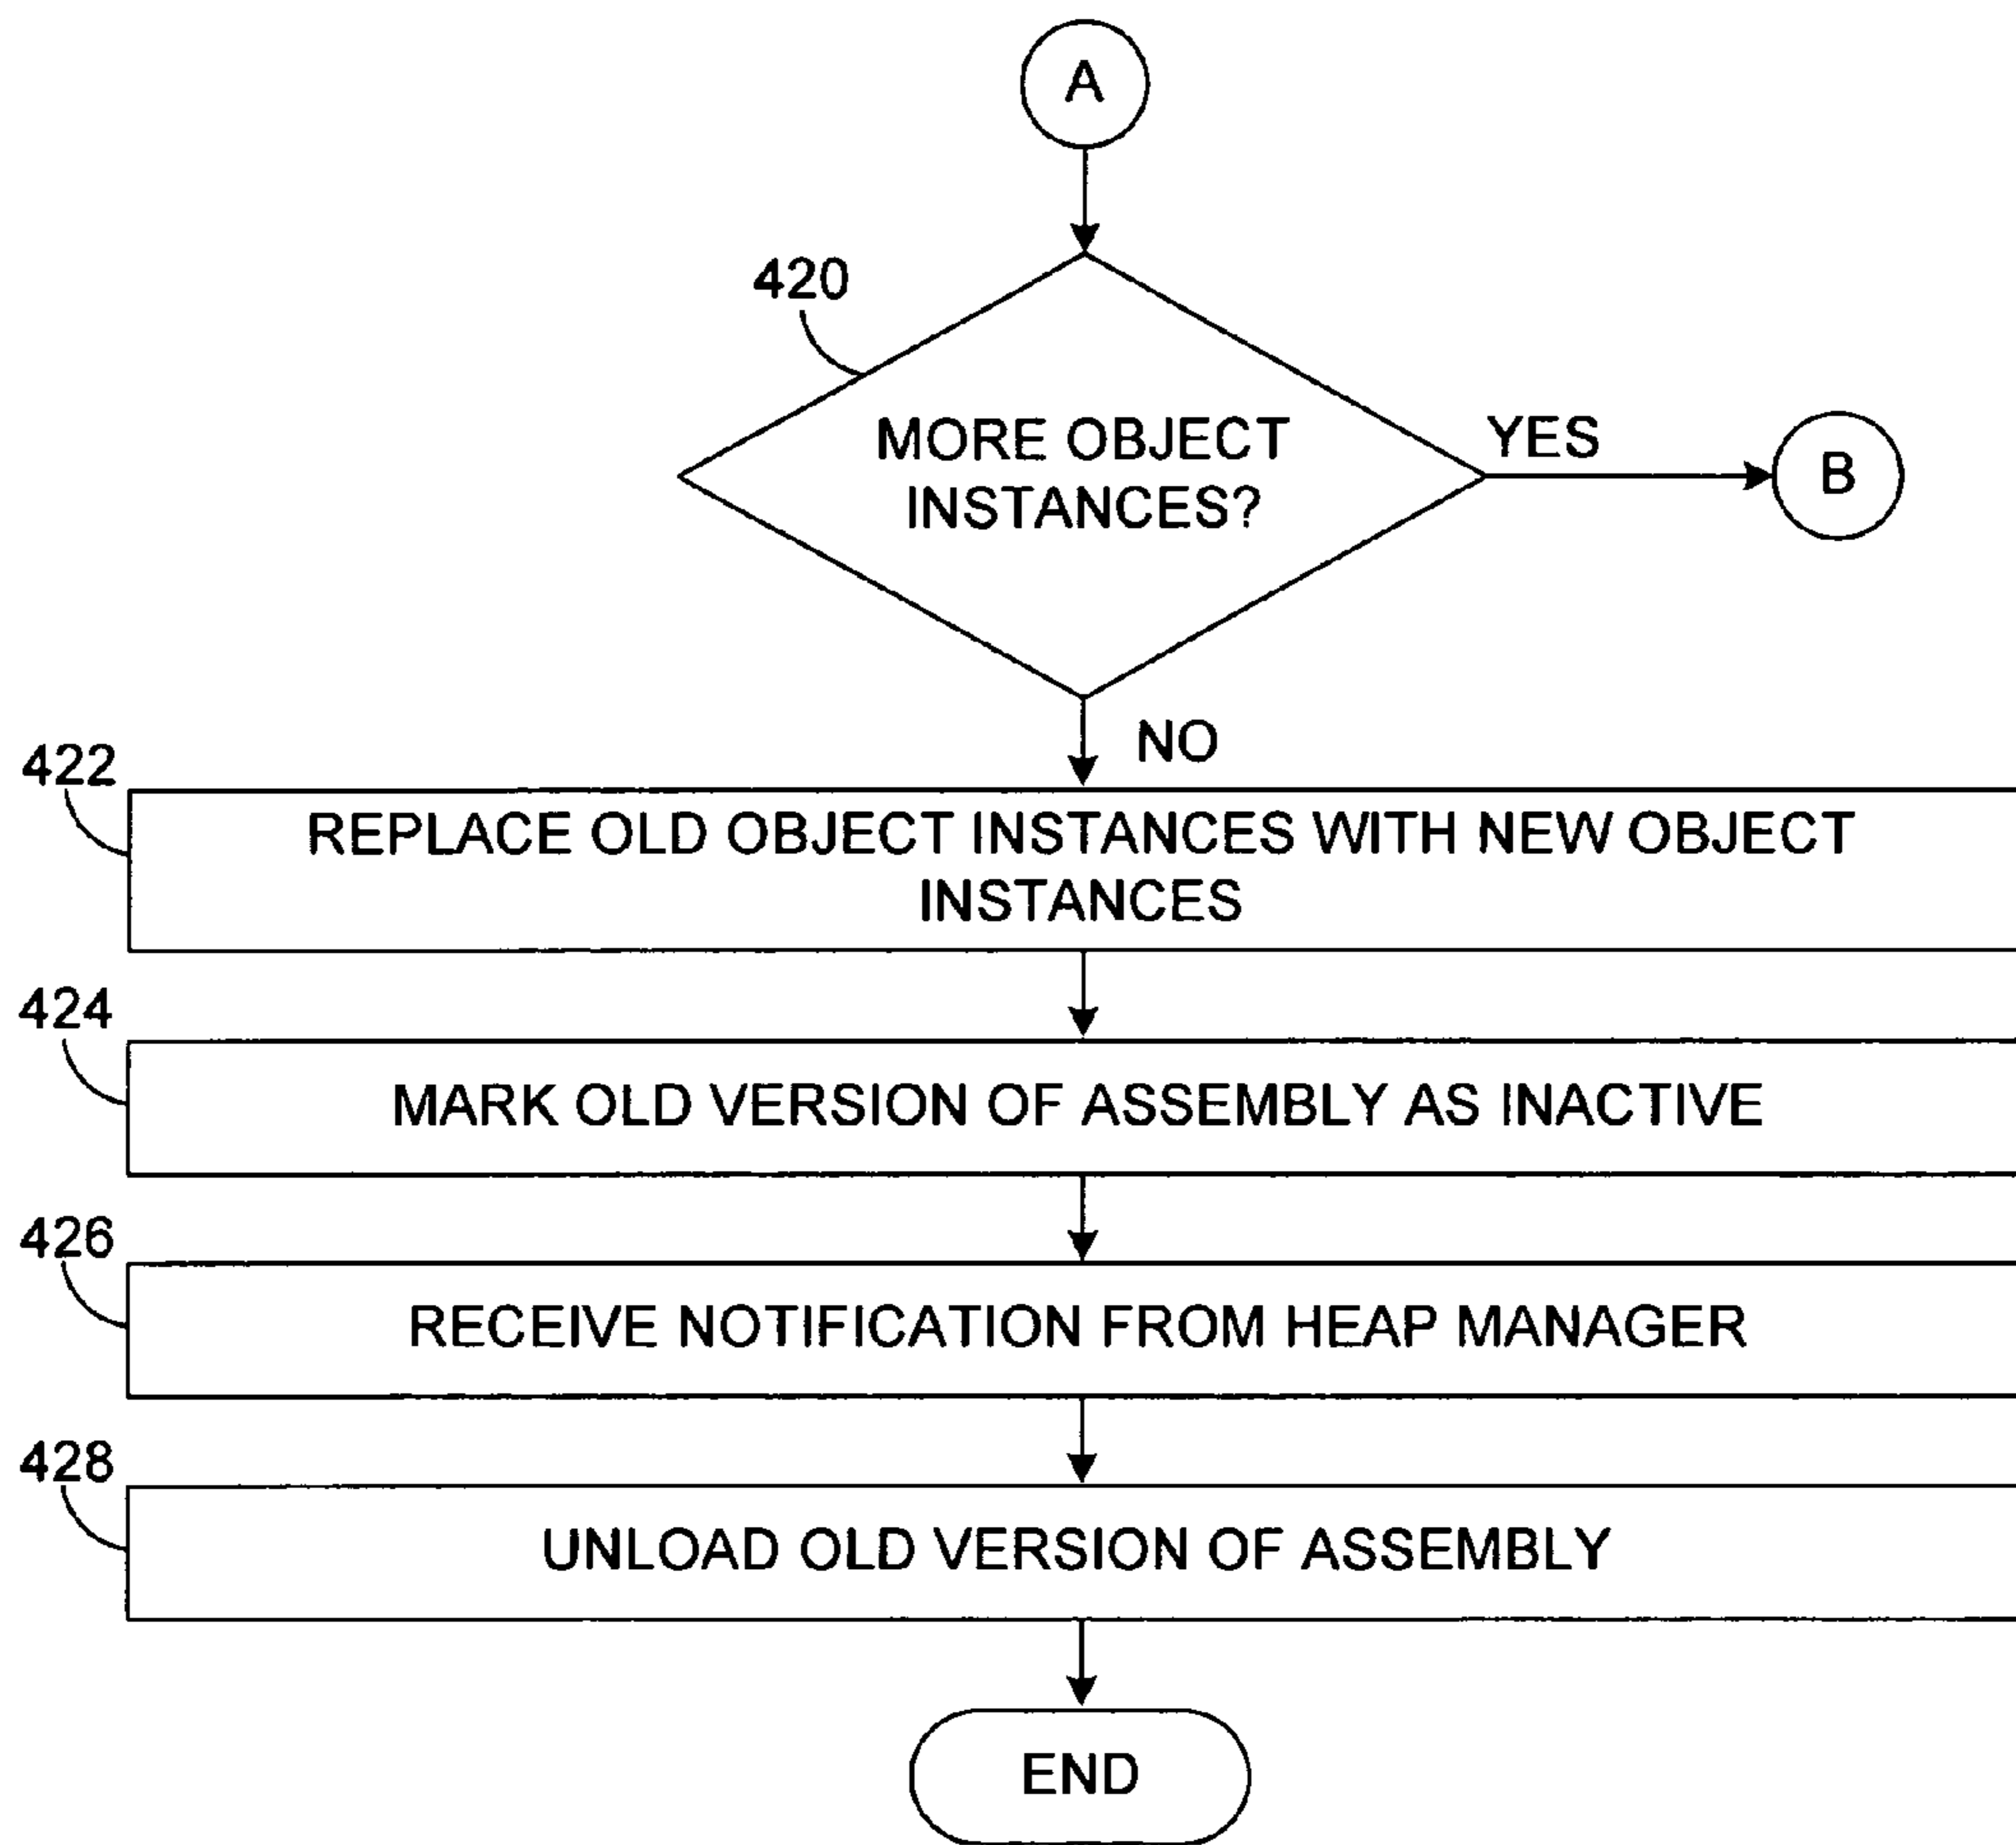 A
420
MORE OBJECT
INSTANCES?
YES
B
NO
422
REPLACE OLD OBJECT INSTANCES WITH NEW OBJECT
INSTANCES
424
MARK OLD VERSION OF ASSEMBLY AS INACTIVE
426
RECEIVE NOTIFICATION FROM HEAP MANAGER
428
UNLOAD OLD VERSION OF ASSEMBLY
END